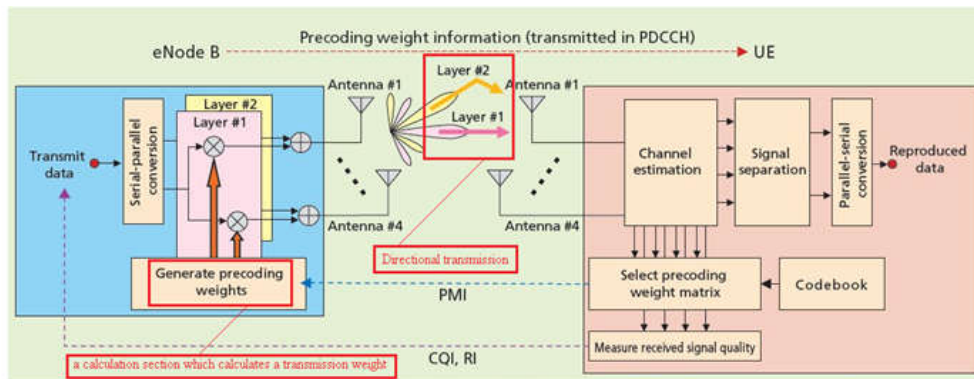 Precoding weight information (transmitted in PDCCH)
eNode B
UE
Antenna #1
Layer #2
Antenna #1
Layer #2
Layer #1
Layer #1
Transmit
data
Serial-parallel
conversion
Channel
estimation
Signal
separation
Parallel-serial
conversion
Reproduced
data
Antenna #4
Antenna #4
Directional transmission
Generate precoding
weights
PMI
Select precoding
weight matrix
Codebook
a calculation section which calculates a transmission weight
CQI, RI
Measure received signal quality